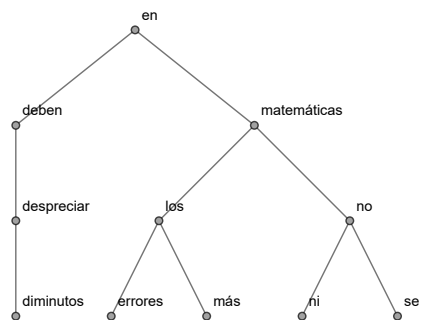 en
deben matemáticas
despreciar los no
diminutos errores más ni se